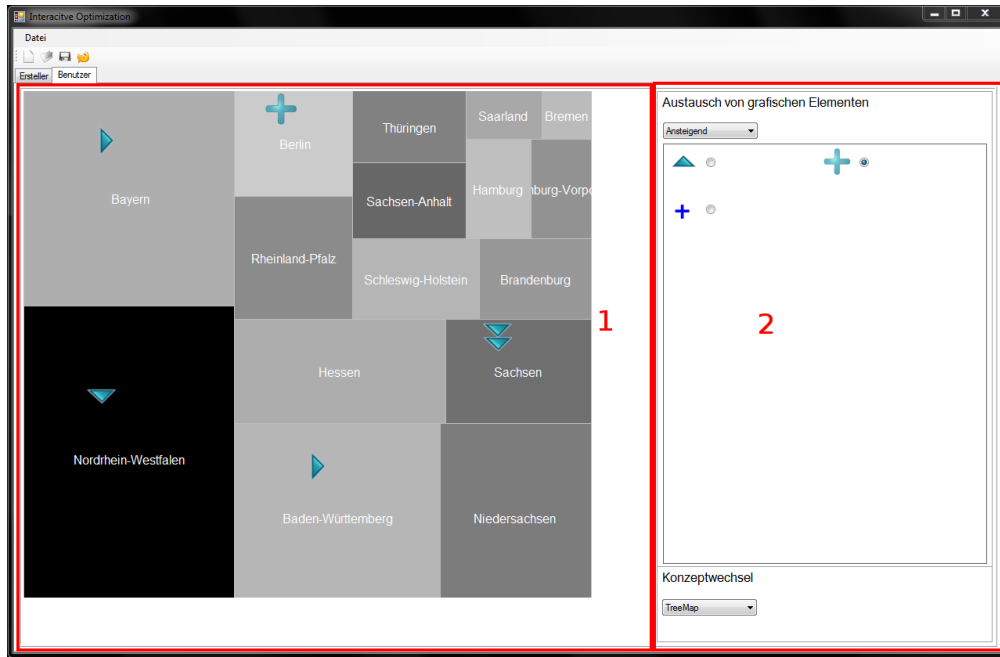 Interacitve Optimization
Datei
Ersteller Benutzer
Bayern
Berlin
Thüringen
Saarland
Bremen
Sachsen-Anhalt
Hamburg
burg-Vorpo
Rheinland-Pfalz
Schleswig-Holstein
Brandenburg
Hessen
Sachsen
Nordrhein-Westfalen
Baden-Württemberg
Niedersachsen
1
Austausch von grafischen Elementen
Ansteigend
2
Konzeptwechsel
TreeMap